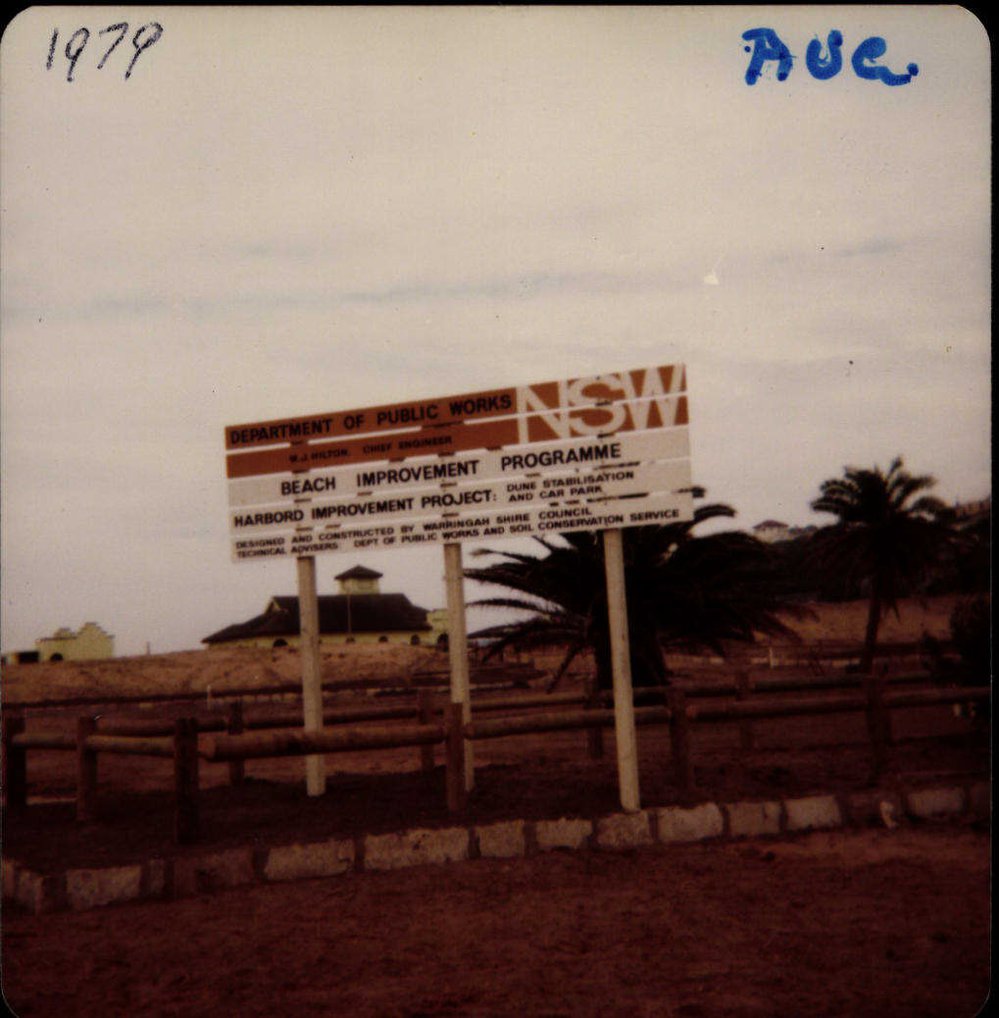 1979
AUG.
DEPARTMENT OF PUBLIC WORKS
NSW
M.J. HILTON. CHIEF ENGINEER
BEACH IMPROVEMENT PROGRAMME
HARBORD IMPROVEMENT PROJECT: DUNE STABILISATION
AND CAR PARK
DESIGNED AND CONSTRUCTED BY WARRINGAH SHIRE COUNCIL
TECHNICAL ADVISERS: DEPT OF PUBLIC WORKS AND SOIL CONSERVATION SERVICE